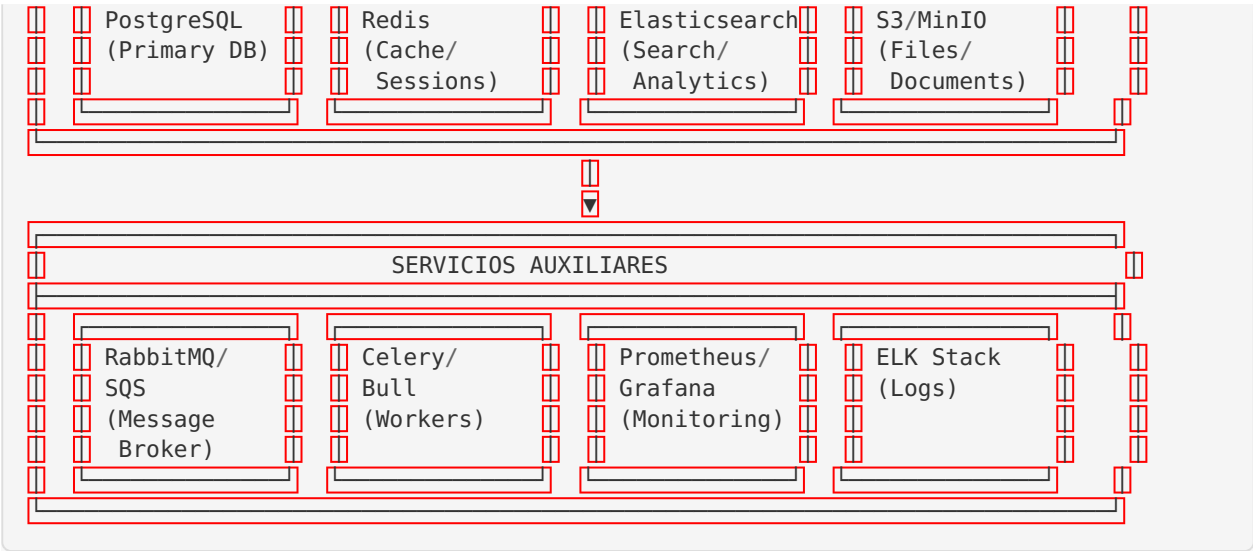 PostgreSQL Redis Elasticsearch S3/MinIO
(Primary DB) (Cache/ (Search/ (Files/
Sessions) Analytics) Documents)
▼
SERVICIOS AUXILIARES
RabbitMQ/ Celery/ Prometheus/ ELK Stack
SQS Bull Grafana (Logs)
(Message (Workers) (Monitoring)
Broker)